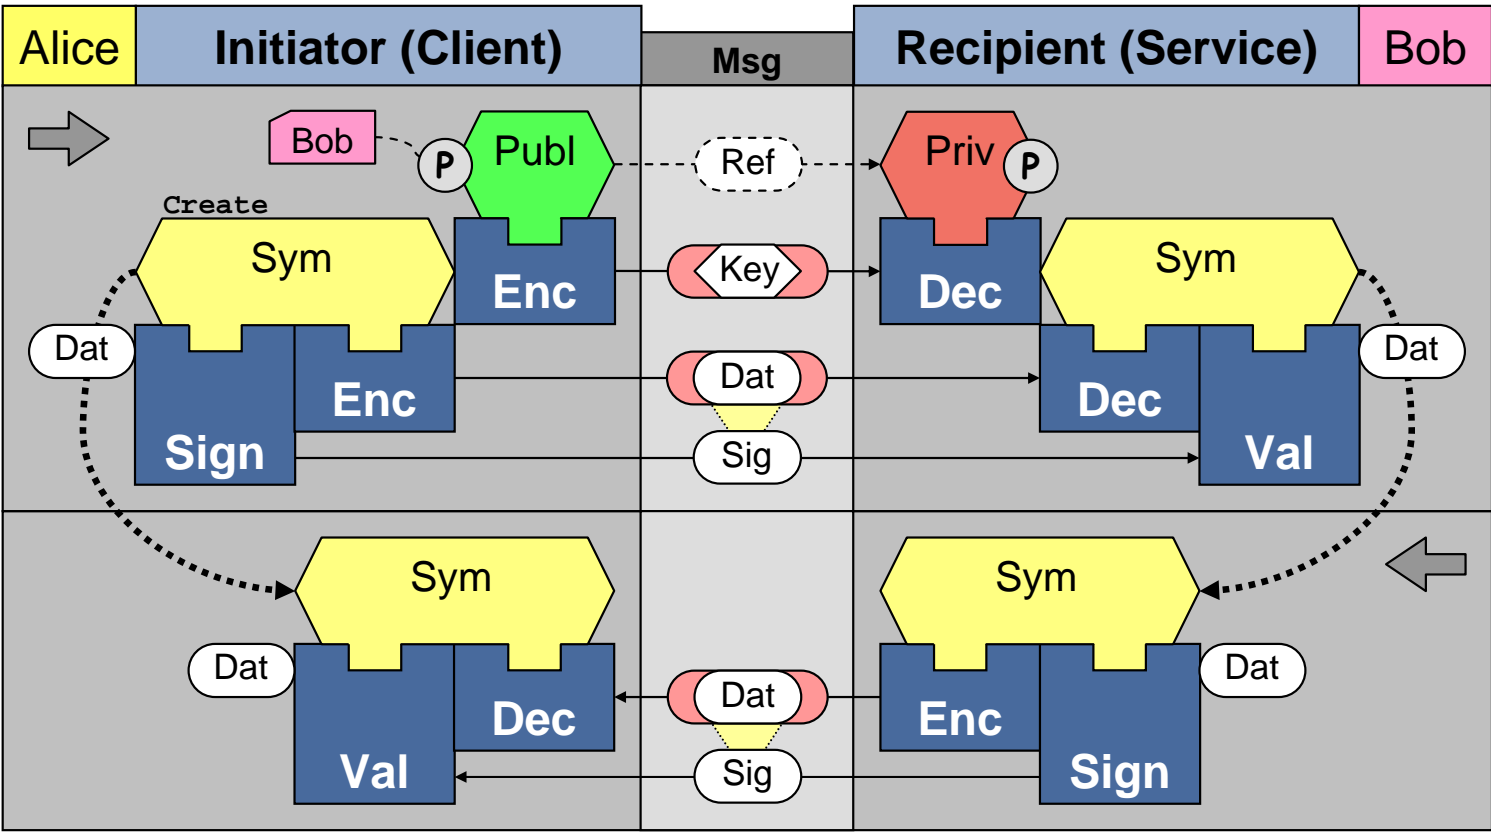 Alice
Initiator (Client)
Msg
Recipient (Service)
Bob
Bob
P
Publ
Ref
Priv
P
Create
Sym
Enc
Key
Dec
Sym
Dat
Sign
Enc
Dat
Sig
Dec
Val
Dat
Sym
Sym
Dat
Val
Dec
Dat
Sig
Enc
Sign
Dat